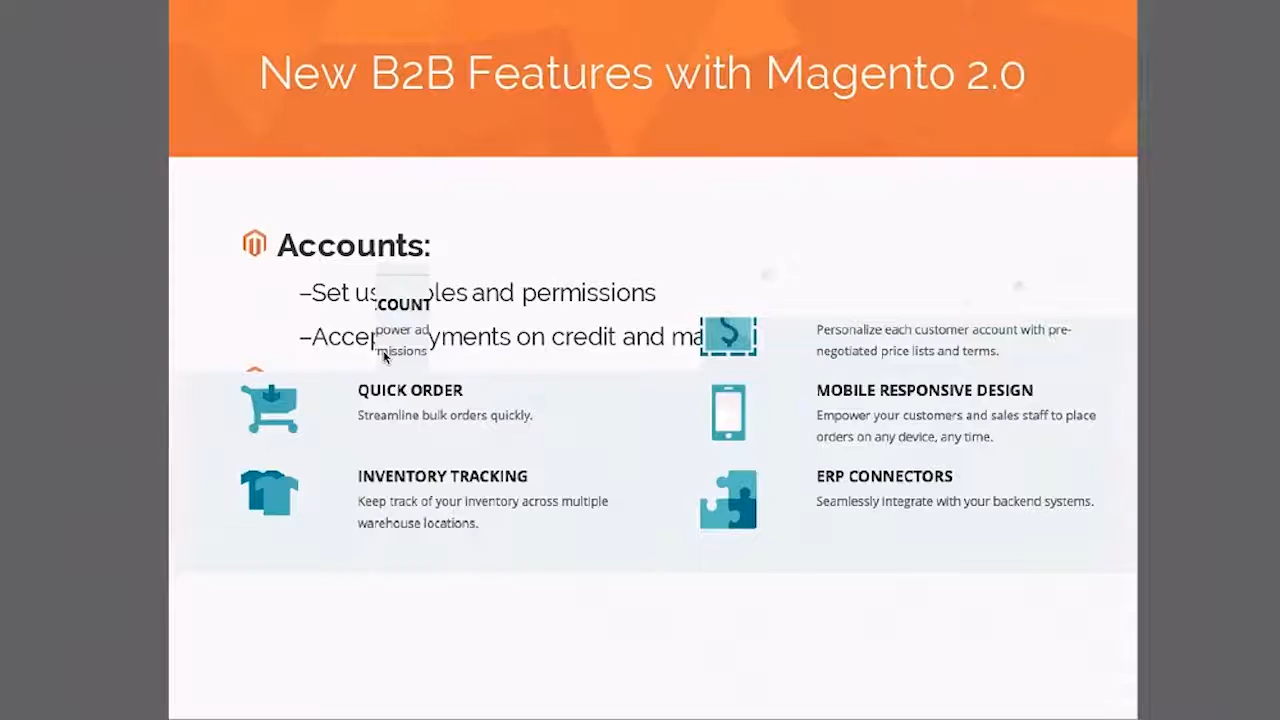 New B2B Features with Magento 2.0
Accounts:
–Set us les and permissions
COUNT
power ad
–Accep yments on credit and ma
missions
Personalize each customer account with pre-
negotiated price lists and terms.
QUICK ORDER
Streamline bulk orders quickly.
MOBILE RESPONSIVE DESIGN
Empower your customers and sales staff to place
orders on any device, any time.
INVENTORY TRACKING
Keep track of your inventory across multiple
warehouse locations.
ERP CONNECTORS
Seamlessly integrate with your backend systems.